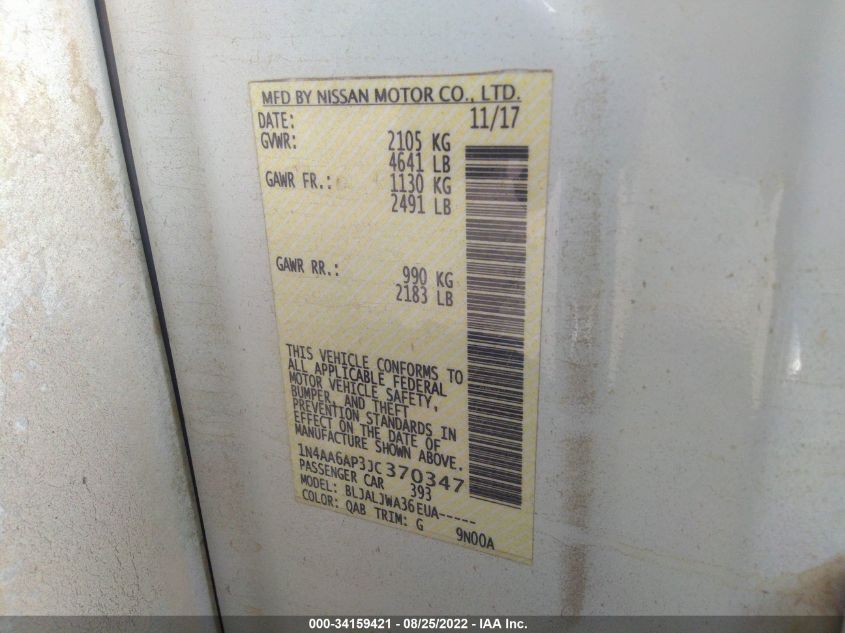 MFD BY NISSAN MOTOR CO., LTD.
DATE: 11/17
GVWR: 2105 KG
4641 LB
GAWR FR.: 1130 KG
2491 LB
GAWR RR.: 990 KG
2183 LB
THIS VEHICLE CONFORMS TO
ALL APPLICABLE FEDERAL
MOTOR VEHICLE SAFETY,
BUMPER, AND THEFT
PREVENTION STANDARDS IN
EFFECT ON THE DATE OF
MANUFACTURE SHOWN ABOVE.
1N4AA6AP3JC370347
PASSENGER CAR 393
MODEL: BLJALJWA36EUA-----
COLOR: QAB TRIM: G 9N00A
000-34159421 - 08/25/2022 - IAA Inc.